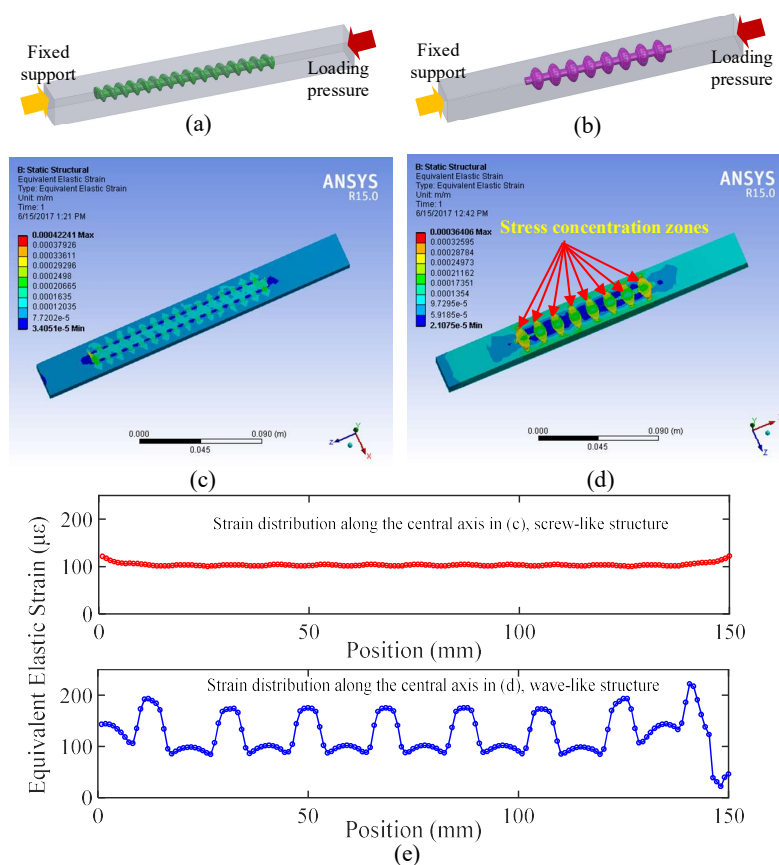 Fixed
support
Loading
pressure
(a)
Fixed
support
Loading
pressure
(b)
B: Static Structural
Equivalent Elastic Strain
Type: Equivalent Elastic Strain
Unit: m/m
Time: 1
6/15/2017 1:21 PM
ANSYS
R15.0
0.00042241 Max
0.00037926
0.00033611
0.00029296
0.0002498
0.00020665
0.0001635
0.00012035
7.7202e-5
3.4051e-5 Min
0.000
0.090 (m)
0.045
Y
Z
X
(c)
B: Static Structural
Equivalent Elastic Strain
Type: Equivalent Elastic Strain
Unit: m/m
Time: 1
6/15/2017 12:42 PM
ANSYS
R15.0
Stress concentration zones
0.00036406 Max
0.00032595
0.00028784
0.00024973
0.00021162
0.00017351
0.0001354
9.7295e-5
5.9185e-5
2.1075e-5 Min
0.000
0.090 (m)
0.045
Y
Z
(d)
Equivalent Elastic Strain (με)
200
100
0
Strain distribution along the central axis in (c), screw-like structure
0
50
100
150
Position (mm)
200
100
0
Strain distribution along the central axis in (d), wave-like structure
0
50
100
150
Position (mm)
(e)